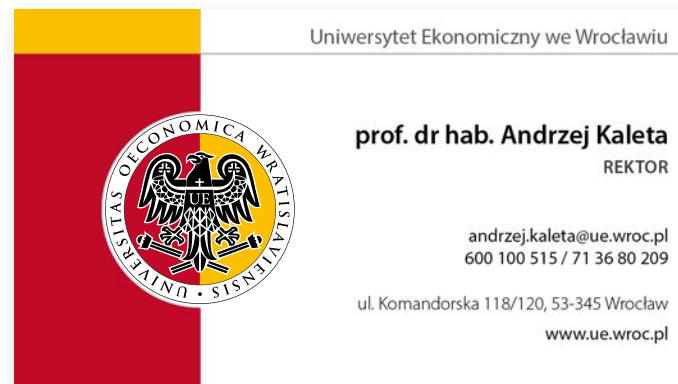 Uniwersytet Ekonomiczny we Wrocławiu
prof. dr hab. Andrzej Kaleta
REKTOR
UNIVERSITAS OECONOMICA WRATISLAVIENSIS
UE
andrzej.kaleta@ue.wroc.pl
600 100 515 / 71 36 80 209
ul. Komandorska 118/120, 53-345 Wrocław
www.ue.wroc.pl